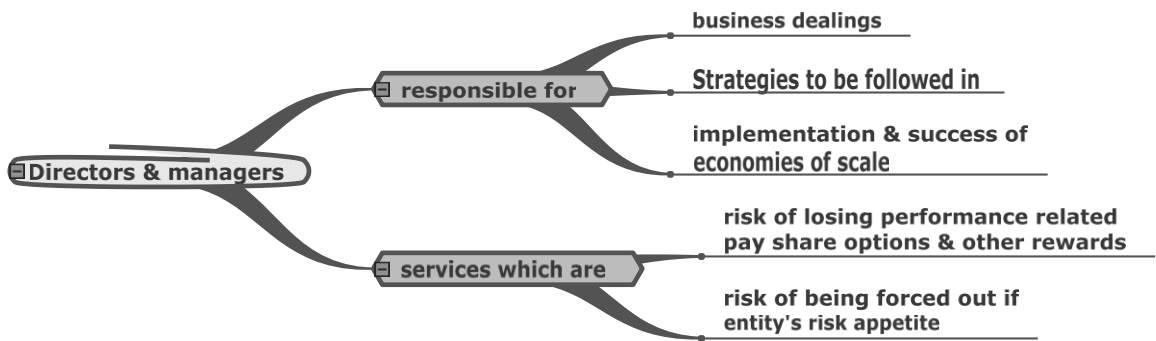 business dealings
Strategies to be followed in
responsible for
implementation & success of
economies of scale
Directors & managers
risk of losing performance related
pay share options & other rewards
services which are
risk of being forced out if
entity's risk appetite